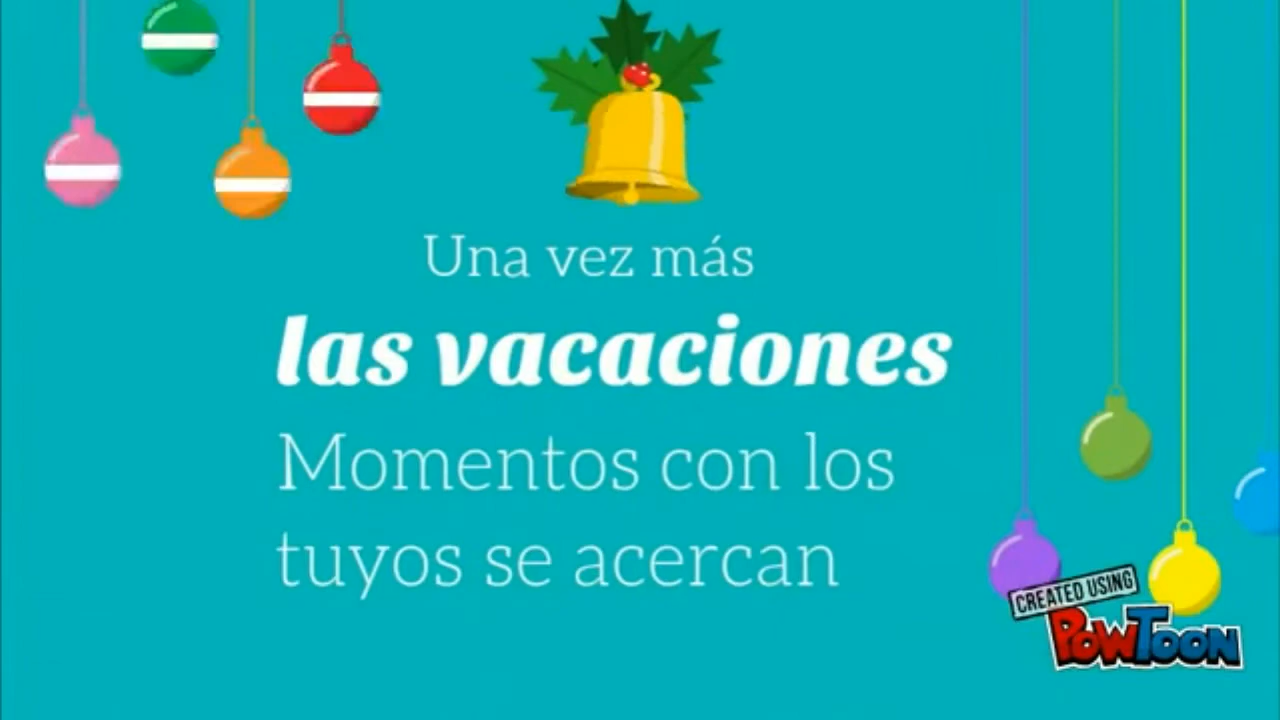 Una vez más
las vacaciones
Momentos con los
tuyos se acercan
CREATED USING
POWTOON